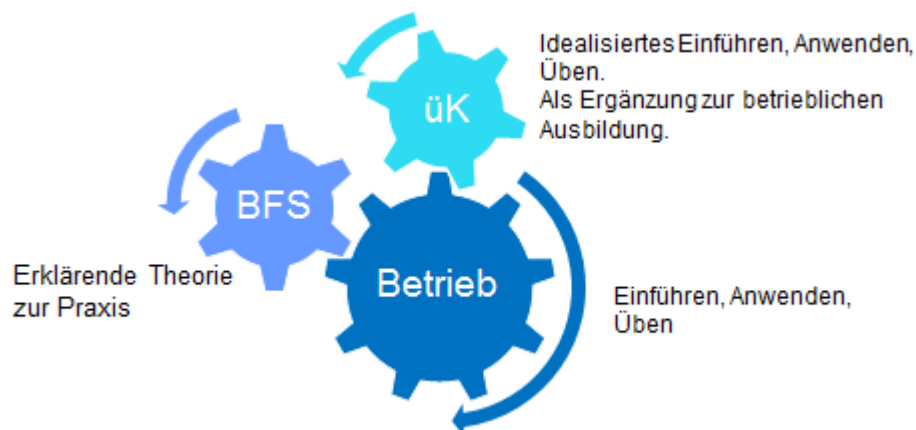 üK
Idealisiertes Einführen, Anwenden,
Üben.
Als Ergänzung zur betrieblichen
Ausbildung.
BFS
Erklärende Theorie
zur Praxis
Betrieb
Einführen, Anwenden,
Üben